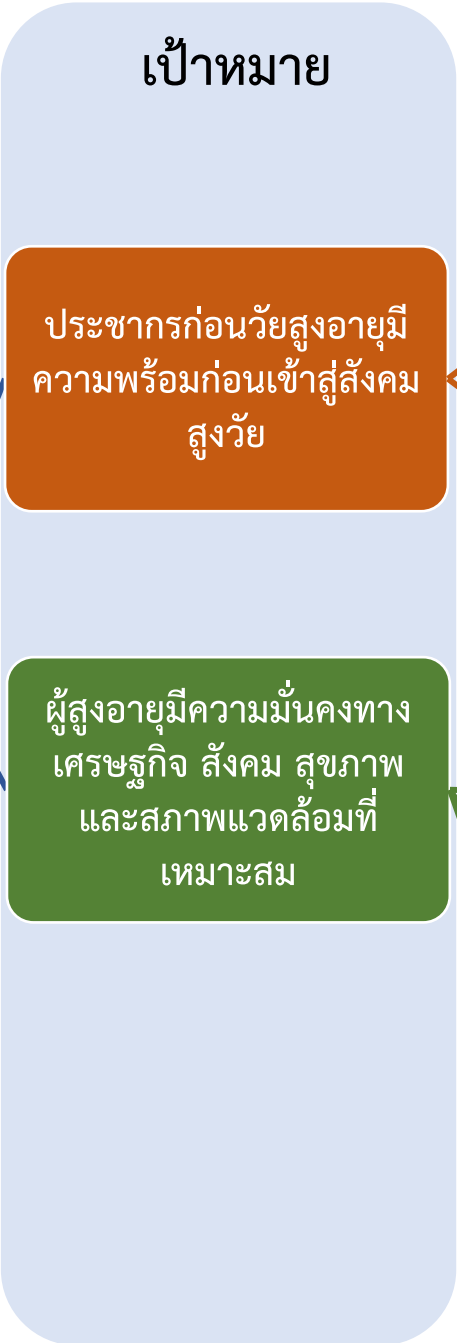 เป้าหมาย
ประชากรก่อนวัยสูงอายุมี
ความพร้อมก่อนเข้าสู่สังคม
สูงวัย
ผู้สูงอายุมีความมั่นคงทาง
เศรษฐกิจ สังคม สุขภาพ
และสภาพแวดล้อมที่
เหมาะสม